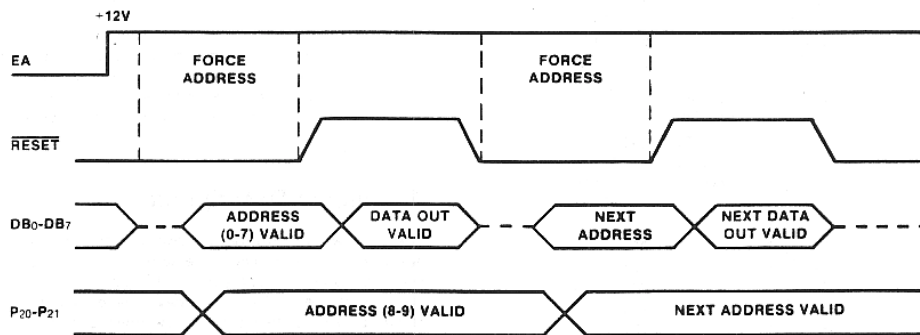 +12V
EA
FORCE
ADDRESS
FORCE
ADDRESS
RESET
DB0-DB7
ADDRESS
(0-7) VALID
DATA OUT
VALID
NEXT
ADDRESS
NEXT DATA
OUT VALID
P20-P21
ADDRESS (8-9) VALID
NEXT ADDRESS VALID